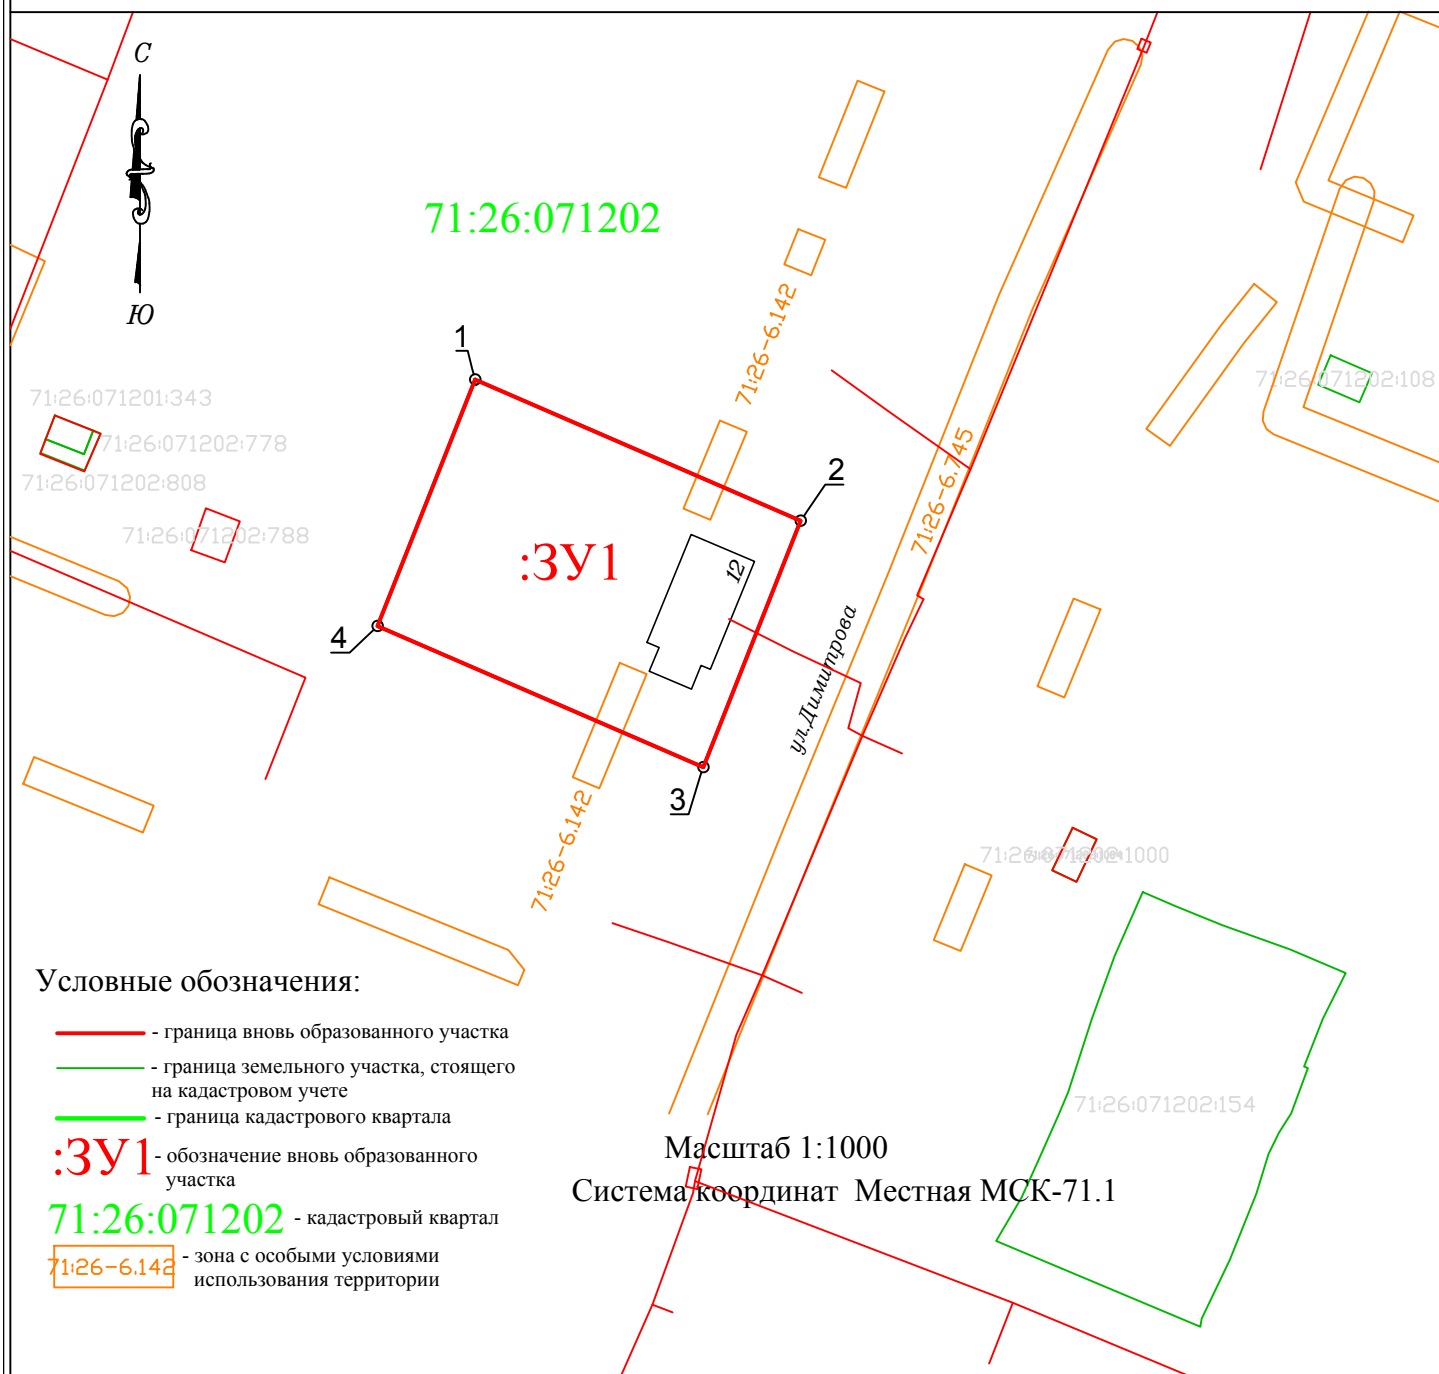 С
Ю
71:26:071202
71:26-6.142
1
71:26:071202:108
71:26:071201:343
71:26:071202:778
71:26:071202:808
71:26:071202:788
2
71:26-6.745
:ЗУ1
12
4
ул.Димитрова
3
71:26-6.142
71:26:071202:1000
Условные обозначения:
- граница вновь образованного участка
- граница земельного участка, стоящего
на кадастровом учете
- граница кадастрового квартала
:ЗУ1 - обозначение вновь образованного
участка
71:26:071202 - кадастровый квартал
71:26-6.142 - зона с особыми условиями
использования территории
71:26:071202:154
Масштаб 1:1000
Система координат Местная МСК-71.1